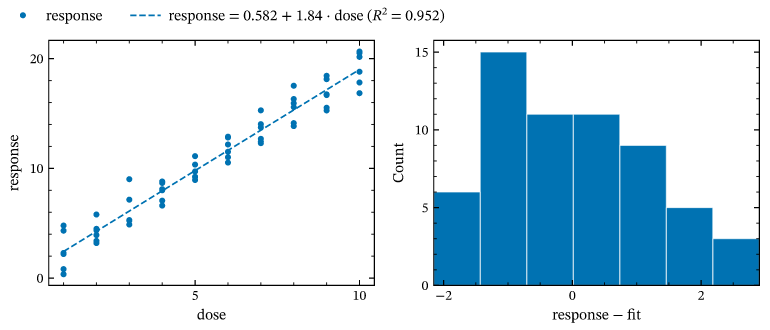 response
response = 0.582 + 1.84 · dose (R² = 0.952)
20
10
0
response
5
10
dose
15
10
5
0
Count
−2
0
2
response − fit